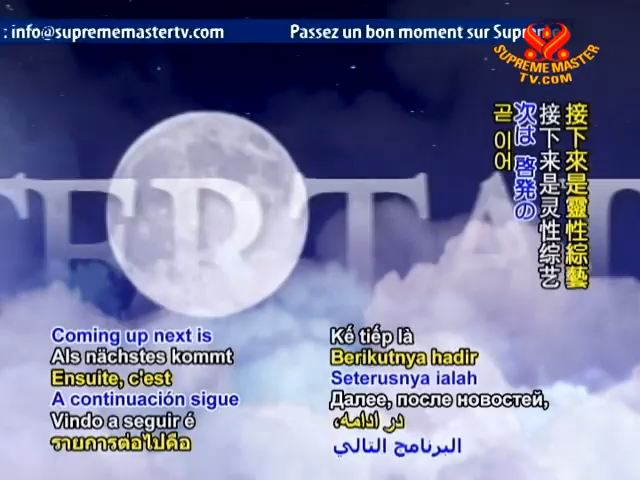 : info@suprememastertv.com Passez un bon moment sur Supreme
SUPREME MASTER
TV.COM
接下來是靈性綜藝
接下来是灵性综艺
次は 啓発の
곧 이어
ERTAI
Coming up next is
Als nächstes kommt
Ensuite, c'est
A continuación sigue
Vindo a seguir é
รายการต่อไปคือ
Kế tiếp là
Berikutnya hadir
Seterusnya ialah
Далее, после новостей,
در ادامه،
البرنامج التالي